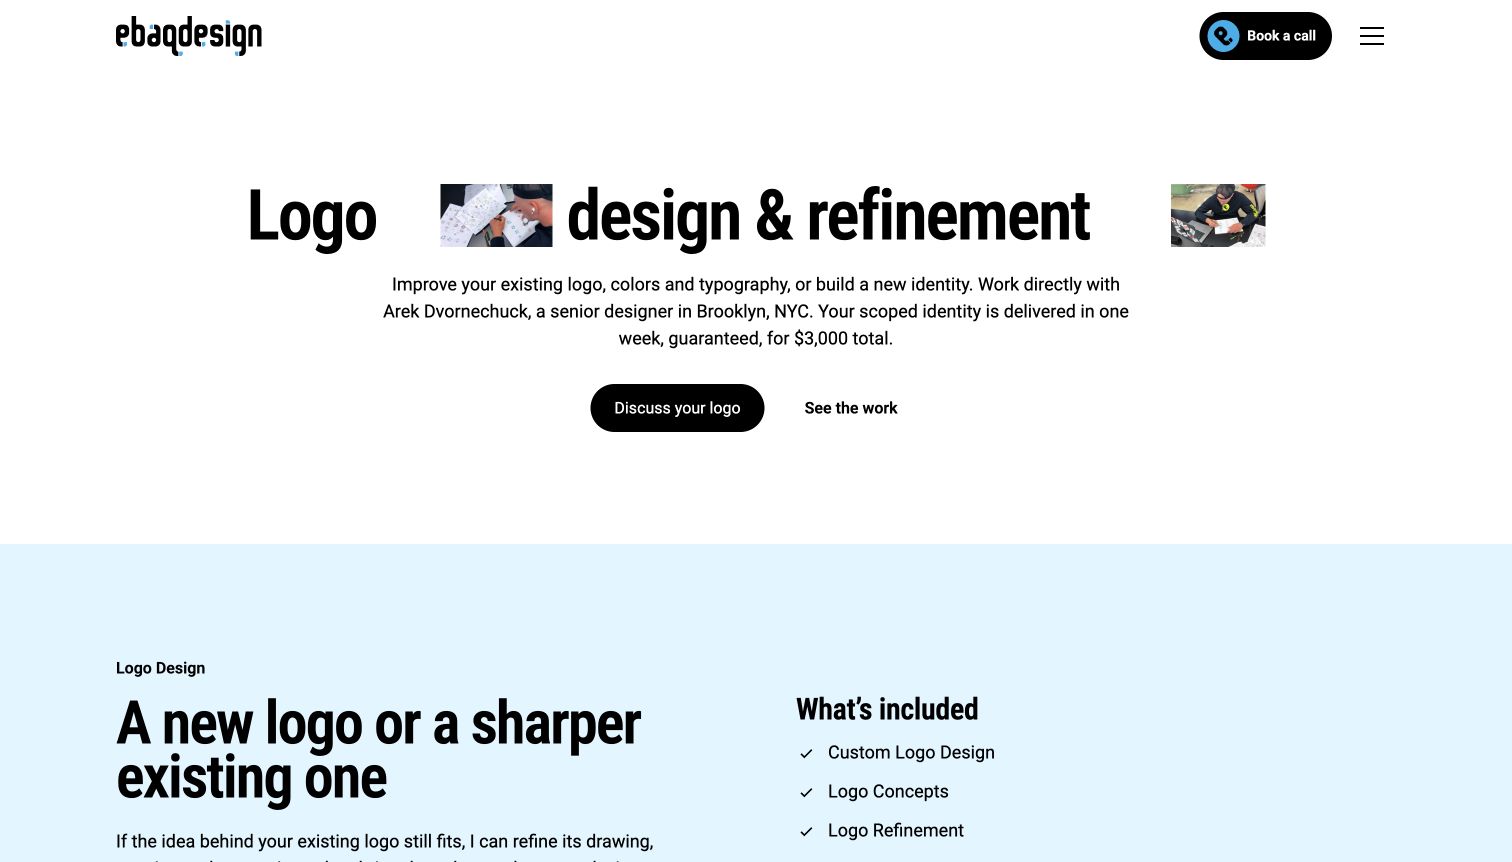 ebaqdesign
Book a call
Logo design & refinement
Improve your existing logo, colors and typography, or build a new identity. Work directly with
Arek Dvornechuck, a senior designer in Brooklyn, NYC. Your scoped identity is delivered in one
week, guaranteed, for $3,000 total.
Discuss your logo
See the work
Logo Design
A new logo or a sharper
existing one
If the idea behind your existing logo still fits, I can refine its drawing,
What’s included
Custom Logo Design
Logo Concepts
Logo Refinement